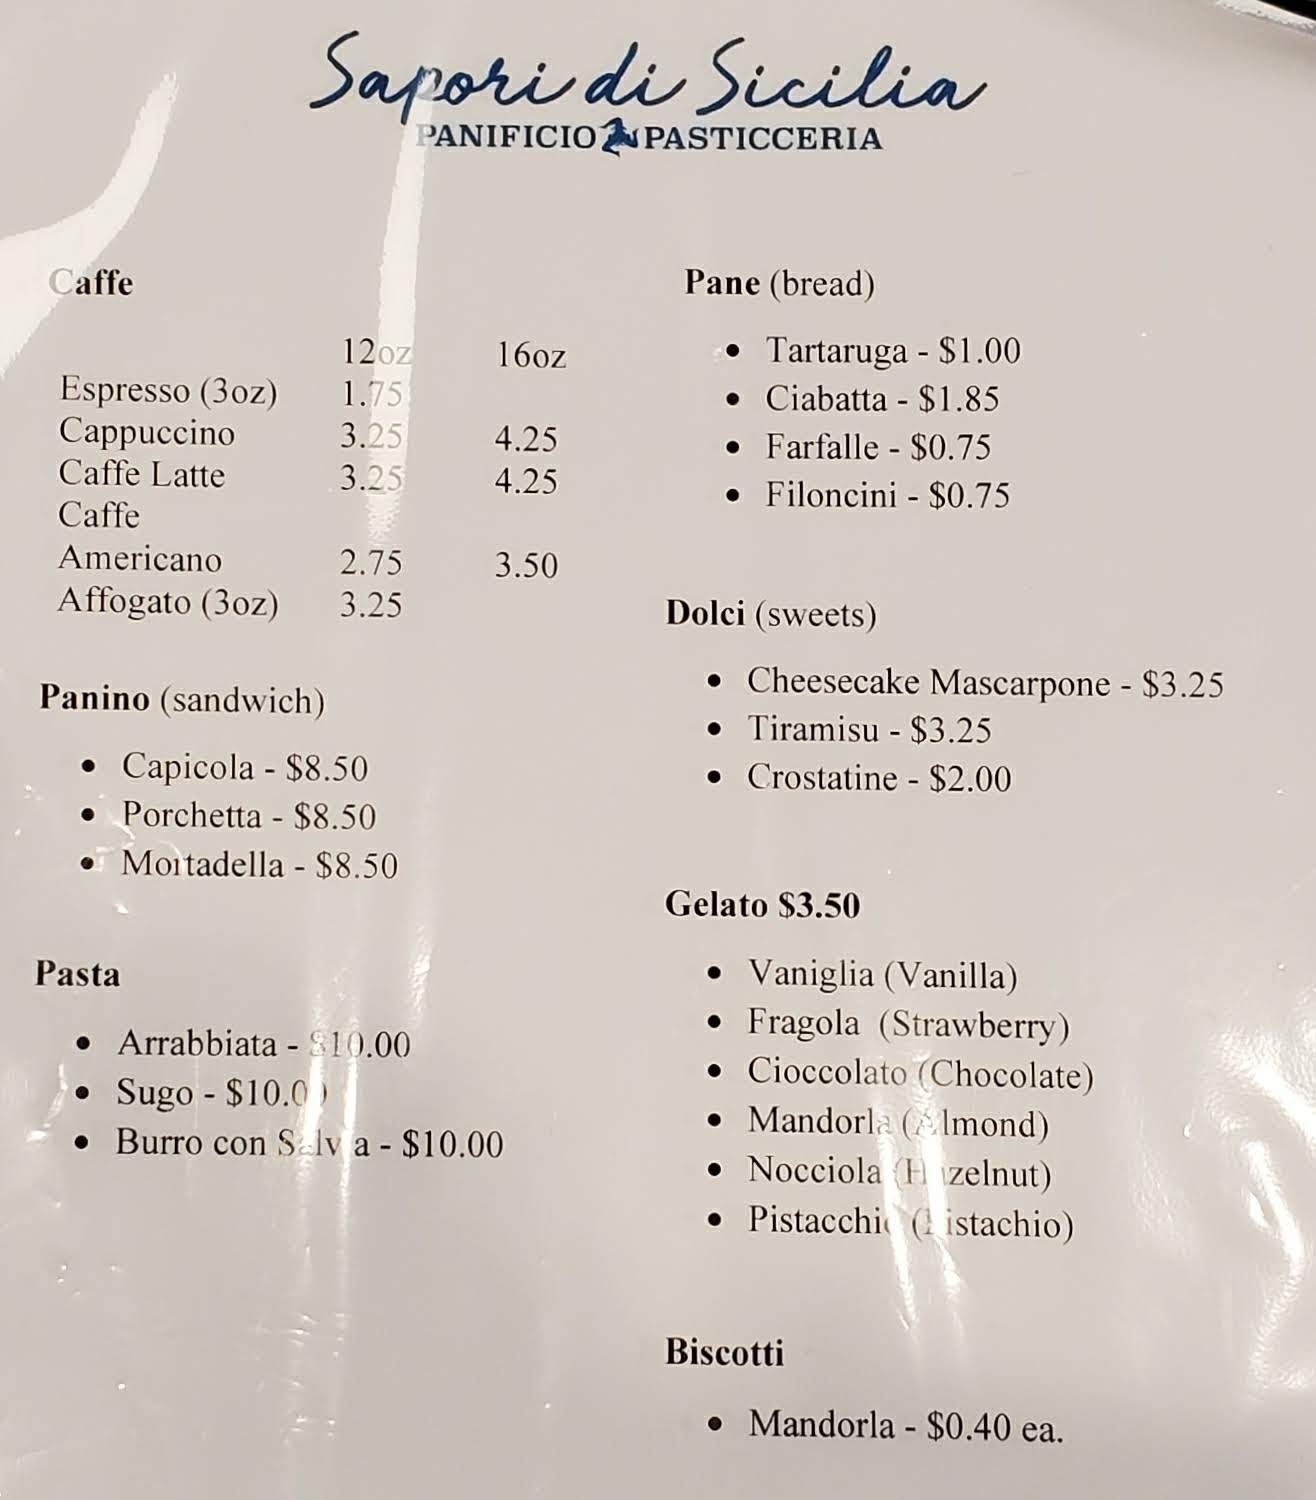 Sapori di Sicilia
PANIFICIO PASTICCERIA
Caffe
12oz 16oz
Espresso (3oz) 1.75
Cappuccino 3.25 4.25
Caffe Latte 3.25 4.25
Caffe
Americano 2.75 3.50
Affogato (3oz) 3.25
Panino (sandwich)
• Capicola - $8.50
• Porchetta - $8.50
• Mortadella - $8.50
Pasta
• Arrabbiata - $10.00
• Sugo - $10.00
• Burro con Salvia - $10.00
Pane (bread)
• Tartaruga - $1.00
• Ciabatta - $1.85
• Farfalle - $0.75
• Filoncini - $0.75
Dolci (sweets)
• Cheesecake Mascarpone - $3.25
• Tiramisu - $3.25
• Crostatine - $2.00
Gelato $3.50
• Vaniglia (Vanilla)
• Fragola (Strawberry)
• Cioccolato (Chocolate)
• Mandorla (Almond)
• Nocciola (Hazelnut)
• Pistacchio (Pistachio)
Biscotti
• Mandorla - $0.40 ea.